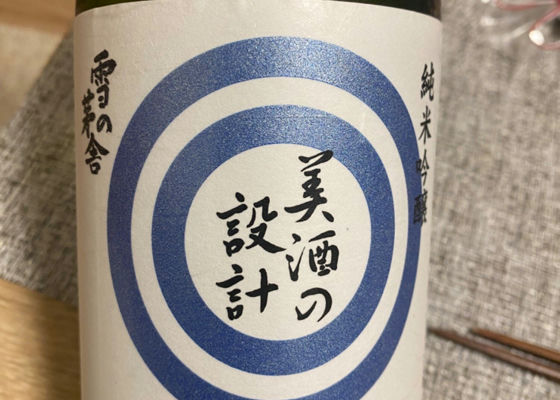 純米吟醸
美酒の
設計
雪の茅舎